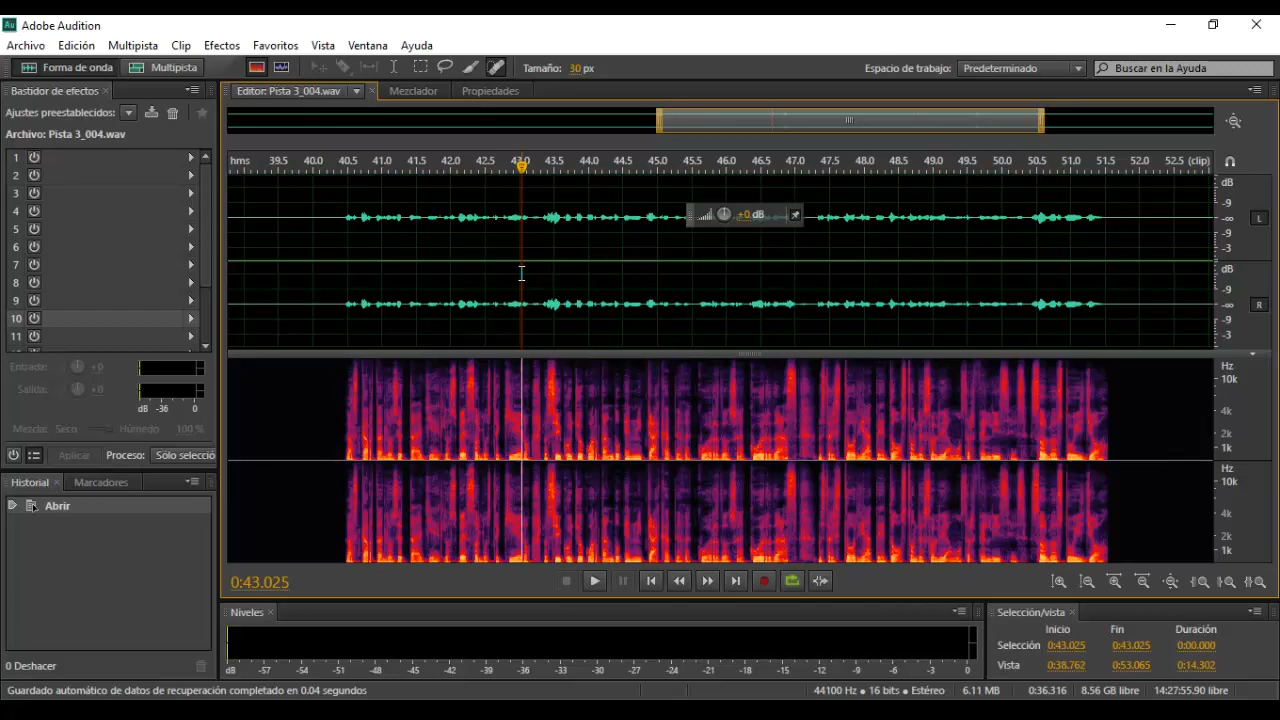 Au Adobe Audition
Archivo Edición Multipista Clip Efectos Favoritos Vista Ventana Ayuda
Forma de onda Multipista Tamaño: 30 px Espacio de trabajo: Predeterminado Buscar en la Ayuda
Bastidor de efectos Editor: Pista 3_004.wav Mezclador Propiedades
Ajustes preestablecidos:
Archivo: Pista 3_004.wav
hms 39.5 40.0 40.5 41.0 41.5 42.0 42.5 43.0 43.5 44.0 44.5 45.0 45.5 46.0 46.5 47.0 47.5 48.0 48.5 49.0 49.5 50.0 50.5 51.0 51.5 52.0 52.5 (clip)
1
2
3
4
5
6
7
8
9
10
11
dB
-9
-∞
-9
-3
L
+0 dB
dB
-9
-∞
-9
-3
R
Entrada: +0
Salida: +0
dB -36 0
Mezcla: Seco Húmedo 100 %
Aplicar Proceso: Sólo selecció
Hz
10k
4k
2k
1k
Hz
10k
4k
2k
1k
Historial Marcadores
Abrir
0 Deshacer
0:43.025
Niveles
dB -57 -54 -51 -48 -45 -42 -39 -36 -33 -30 -27 -24 -21 -18 -15 -12 -9 -6 -3 0
Selección/vista
Inicio Fin Duración
Selección 0:43.025 0:43.025 0:00.000
Vista 0:38.762 0:53.065 0:14.302
Guardado automático de datos de recuperación completado en 0.04 segundos
44100 Hz ● 16 bits ● Estéreo 6.11 MB 0:36.316 8.56 GB libre 14:27:55.90 libre